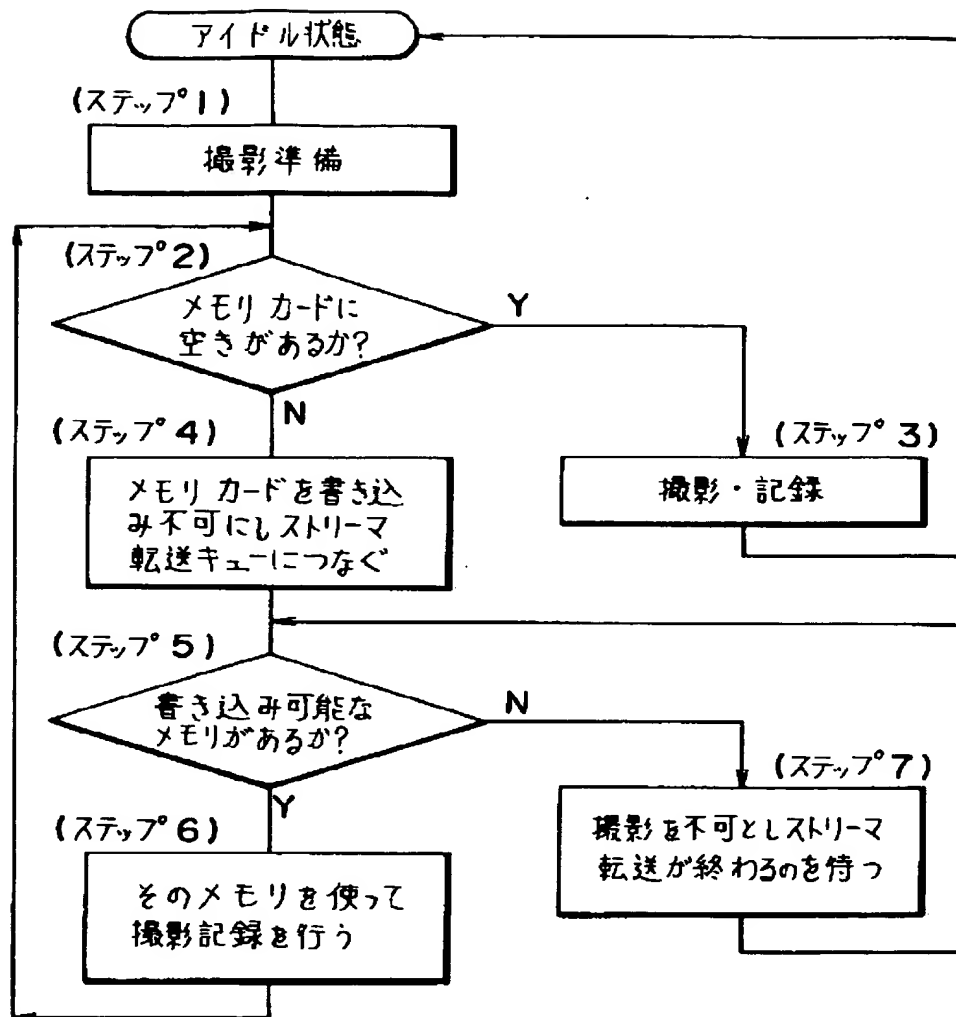 アイドル状態
(ステップ1)
撮影準備
(ステップ2)
メモリ カードに
空きがあるか?
Y
N
(ステップ3)
撮影・記録
(ステップ4)
メモリ カードを書き込
み不可にしストリーマ
転送キューにつなぐ
(ステップ5)
書き込み可能な
メモリがあるか?
N
Y
(ステップ7)
撮影を不可としストリーマ
転送が終わるのを待つ
(ステップ6)
そのメモリを使って
撮影記録を行う